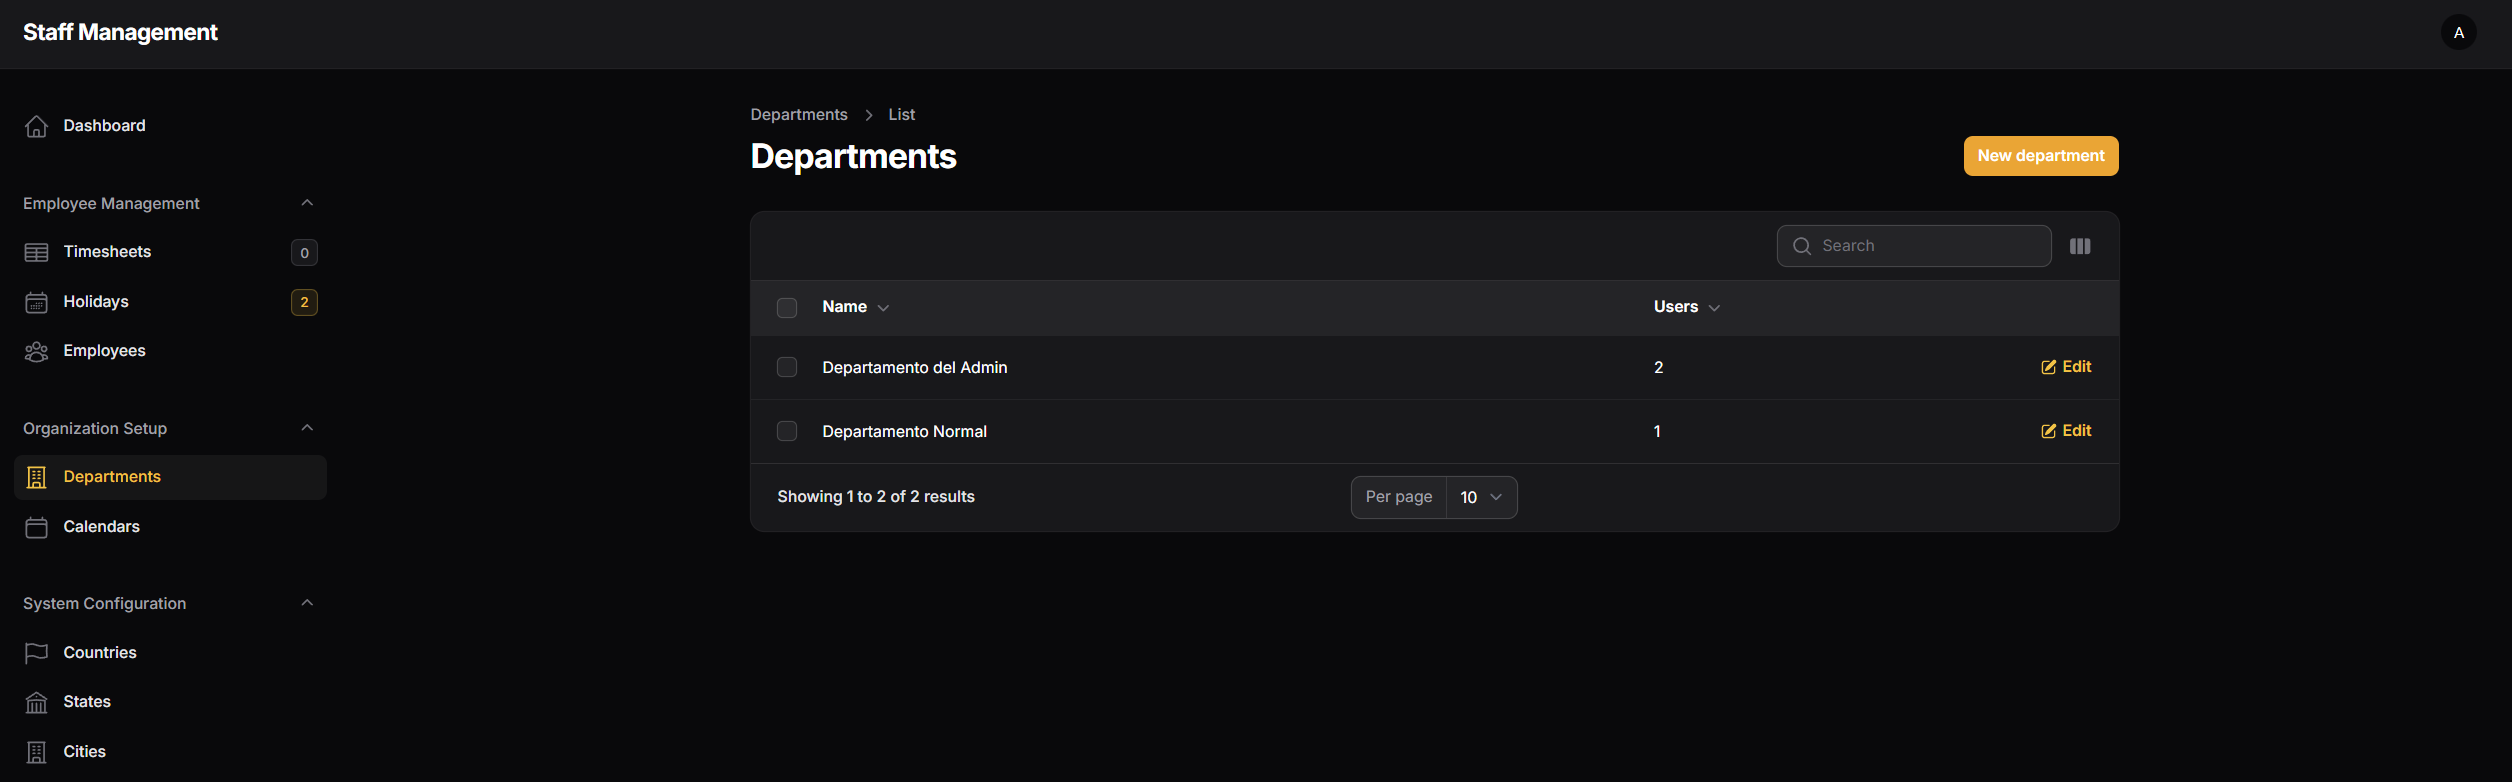 Staff Management
A
Dashboard
Employee Management
Timesheets 0
Holidays 2
Employees
Organization Setup
Departments
Calendars
System Configuration
Countries
States
Cities
Departments List
Departments
New department
Search
Name Users
Departamento del Admin 2 Edit
Departamento Normal 1 Edit
Showing 1 to 2 of 2 results Per page 10